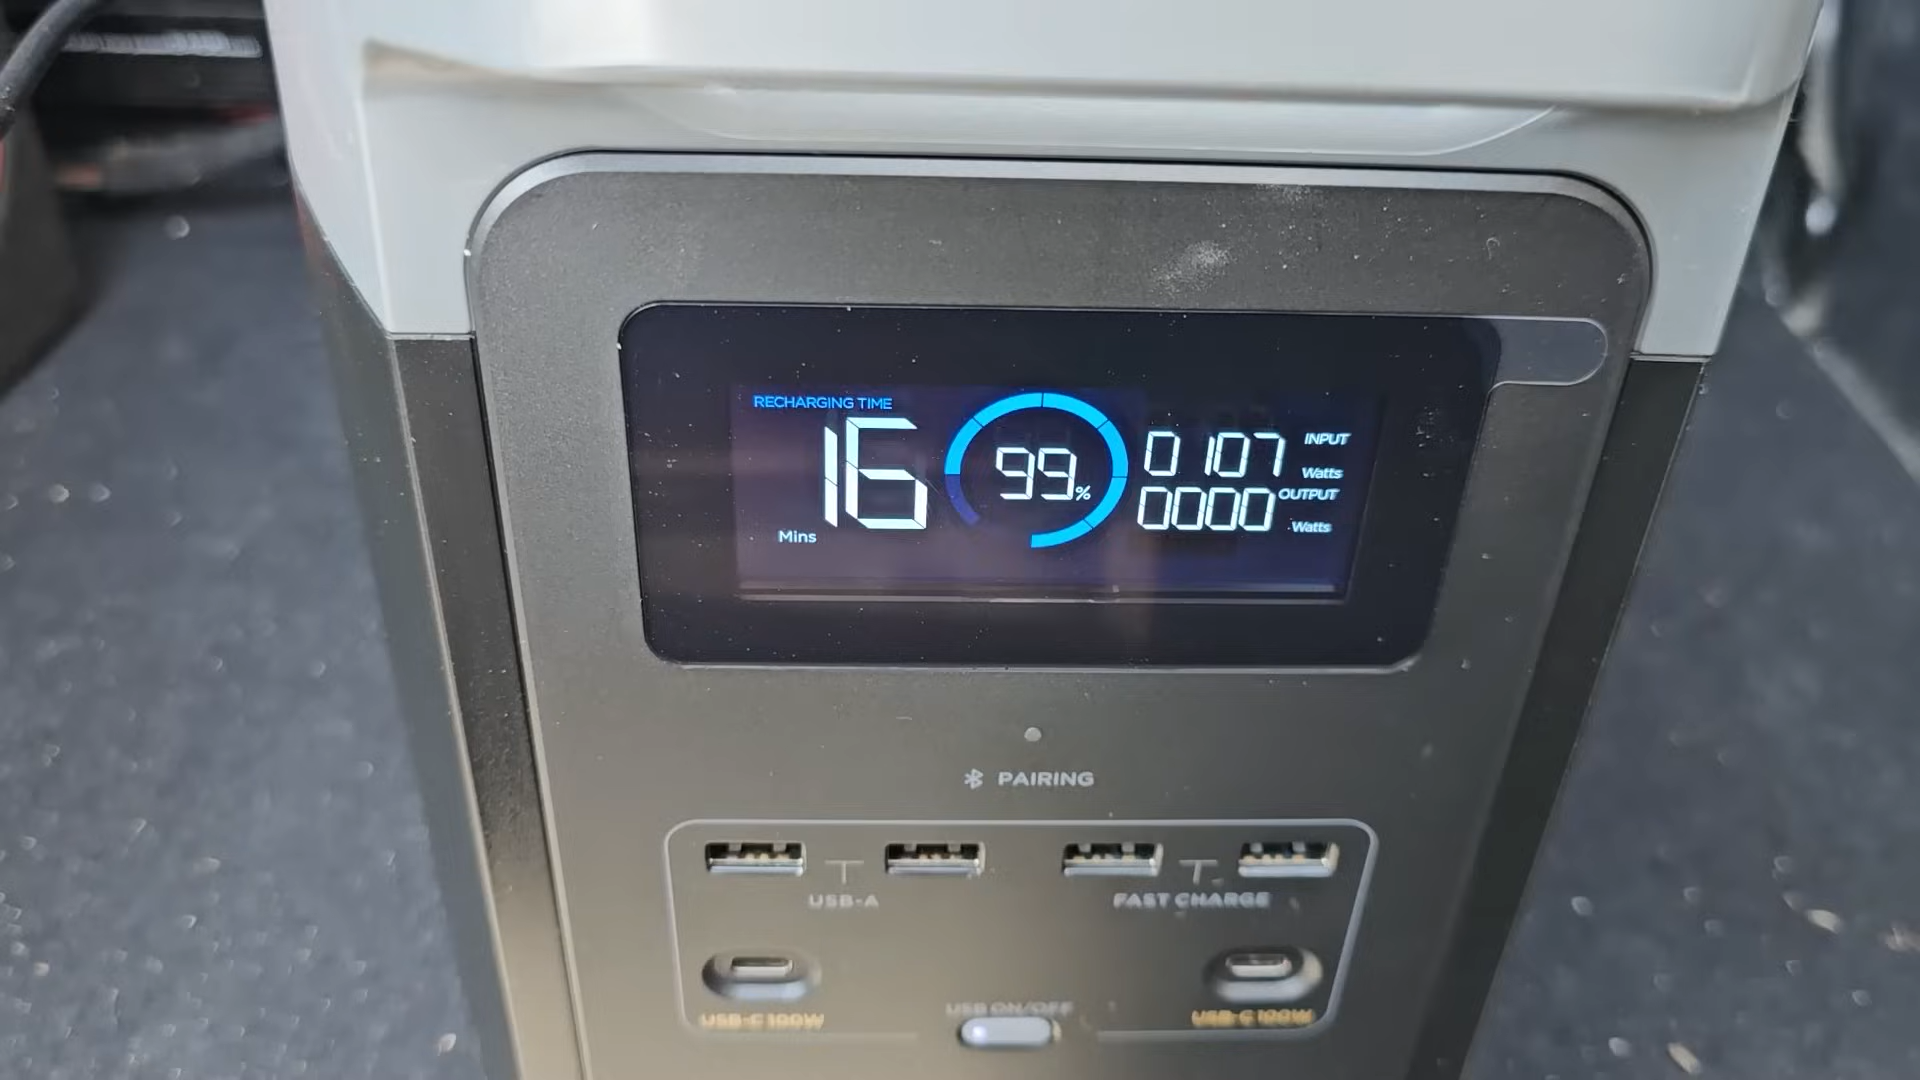 RECHARGING TIME
16
Mins
99%
0107 INPUT Watts
0000 OUTPUT Watts
PAIRING
USB-A
FAST CHARGE
USB-C 100W
USB ON/OFF
USB-C 100W